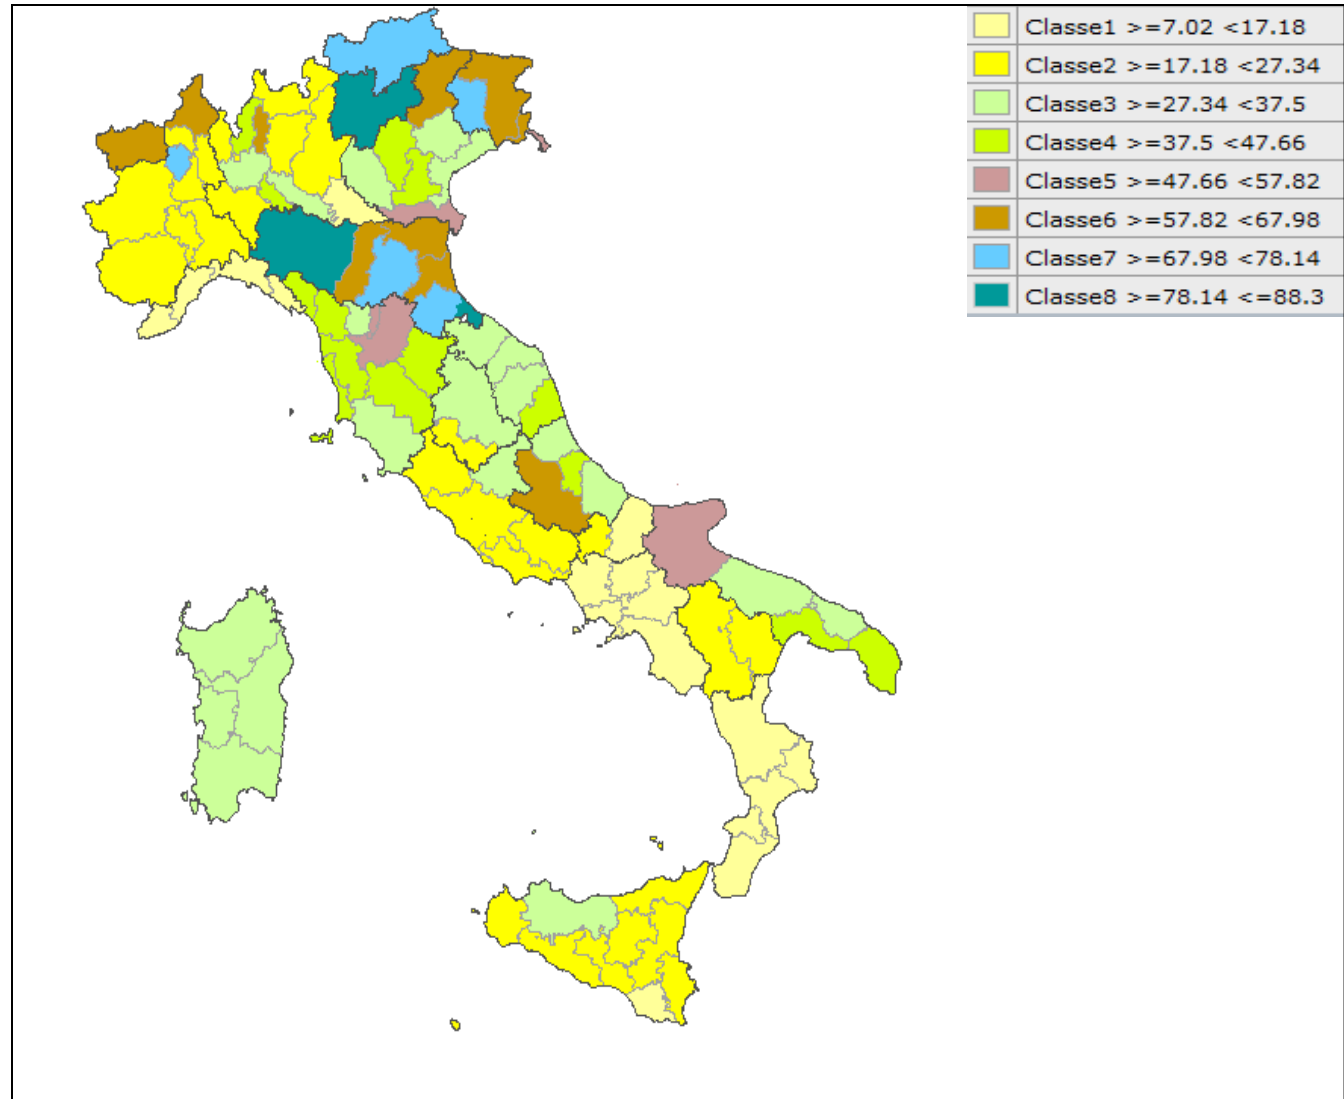 Classe1 >=7.02 <17.18
Classe2 >=17.18 <27.34
Classe3 >=27.34 <37.5
Classe4 >=37.5 <47.66
Classe5 >=47.66 <57.82
Classe6 >=57.82 <67.98
Classe7 >=67.98 <78.14
Classe8 >=78.14 <=88.3